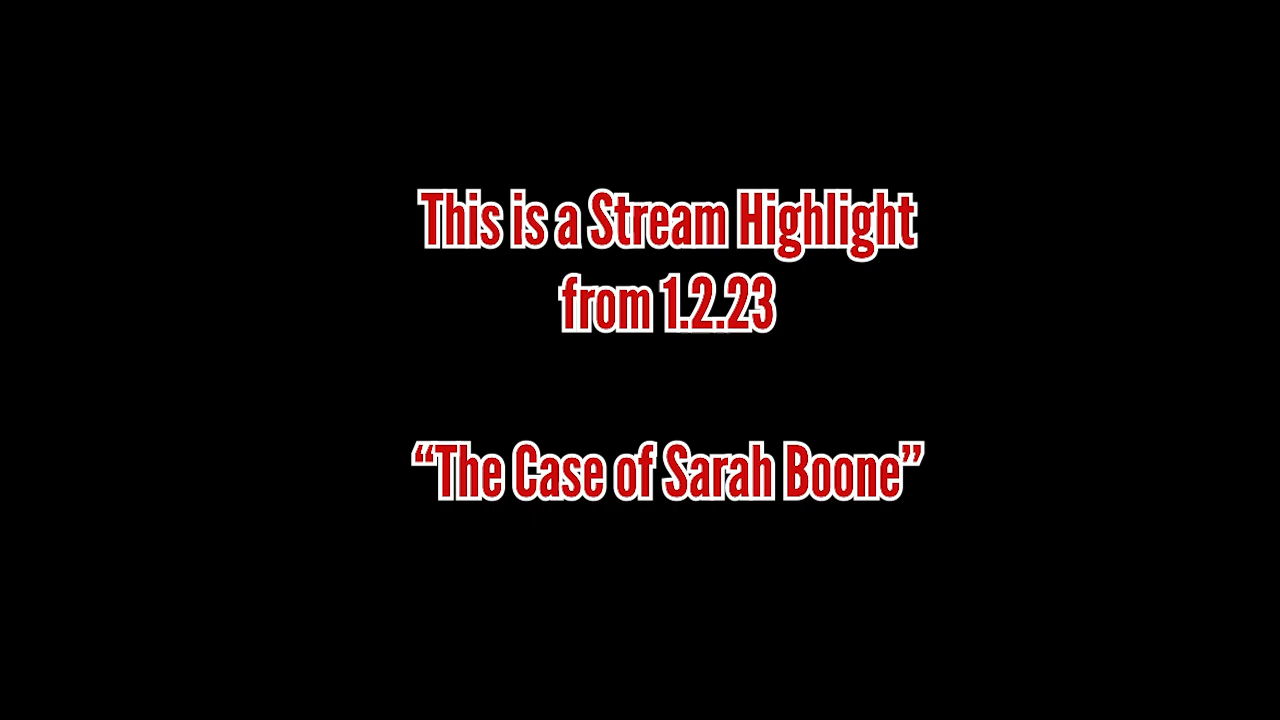 This is a Stream Highlight
from 1.2.23
“The Case of Sarah Boone”